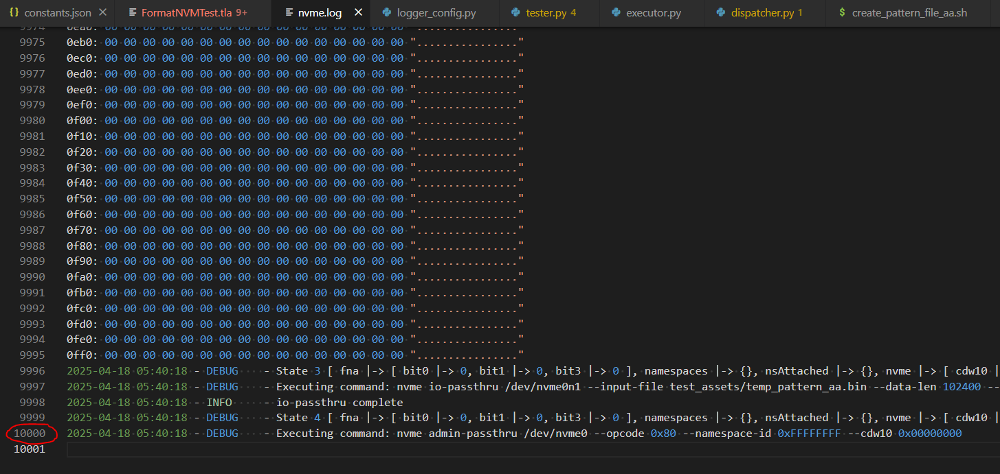 constants.json FormatNVMTest.tla 9+ nvme.log logger_config.py tester.py 4 executor.py dispatcher.py 1 $ create_pattern_file_aa.sh
9974 0ea0: 00 00 00 00 00 00 00 00 00 00 00 00 00 00 00 00 "................"
9975 0eb0: 00 00 00 00 00 00 00 00 00 00 00 00 00 00 00 00 "................"
9976 0ec0: 00 00 00 00 00 00 00 00 00 00 00 00 00 00 00 00 "................"
9977 0ed0: 00 00 00 00 00 00 00 00 00 00 00 00 00 00 00 00 "................"
9978 0ee0: 00 00 00 00 00 00 00 00 00 00 00 00 00 00 00 00 "................"
9979 0ef0: 00 00 00 00 00 00 00 00 00 00 00 00 00 00 00 00 "................"
9980 0f00: 00 00 00 00 00 00 00 00 00 00 00 00 00 00 00 00 "................"
9981 0f10: 00 00 00 00 00 00 00 00 00 00 00 00 00 00 00 00 "................"
9982 0f20: 00 00 00 00 00 00 00 00 00 00 00 00 00 00 00 00 "................"
9983 0f30: 00 00 00 00 00 00 00 00 00 00 00 00 00 00 00 00 "................"
9984 0f40: 00 00 00 00 00 00 00 00 00 00 00 00 00 00 00 00 "................"
9985 0f50: 00 00 00 00 00 00 00 00 00 00 00 00 00 00 00 00 "................"
9986 0f60: 00 00 00 00 00 00 00 00 00 00 00 00 00 00 00 00 "................"
9987 0f70: 00 00 00 00 00 00 00 00 00 00 00 00 00 00 00 00 "................"
9988 0f80: 00 00 00 00 00 00 00 00 00 00 00 00 00 00 00 00 "................"
9989 0f90: 00 00 00 00 00 00 00 00 00 00 00 00 00 00 00 00 "................"
9990 0fa0: 00 00 00 00 00 00 00 00 00 00 00 00 00 00 00 00 "................"
9991 0fb0: 00 00 00 00 00 00 00 00 00 00 00 00 00 00 00 00 "................"
9992 0fc0: 00 00 00 00 00 00 00 00 00 00 00 00 00 00 00 00 "................"
9993 0fd0: 00 00 00 00 00 00 00 00 00 00 00 00 00 00 00 00 "................"
9994 0fe0: 00 00 00 00 00 00 00 00 00 00 00 00 00 00 00 00 "................"
9995 0ff0: 00 00 00 00 00 00 00 00 00 00 00 00 00 00 00 00 "................"
9996 2025-04-18 05:40:18 - DEBUG - State 3 [ fna |-> [ bit0 |-> 0, bit1 |-> 0, bit3 |-> 0 ], namespaces |-> {}, nsAttached |-> {}, nvme |-> [ cdw10 |
9997 2025-04-18 05:40:18 - DEBUG - Executing command: nvme io-passthru /dev/nvme0n1 --input-file test_assets/temp_pattern_aa.bin --data-len 102400 --
9998 2025-04-18 05:40:18 - INFO - io-passthru complete
9999 2025-04-18 05:40:18 - DEBUG - State 4 [ fna |-> [ bit0 |-> 0, bit1 |-> 0, bit3 |-> 0 ], namespaces |-> {}, nsAttached |-> {}, nvme |-> [ cdw10 |
10000 2025-04-18 05:40:18 - DEBUG - Executing command: nvme admin-passthru /dev/nvme0 --opcode 0x80 --namespace-id 0xFFFFFFFF --cdw10 0x00000000
10001